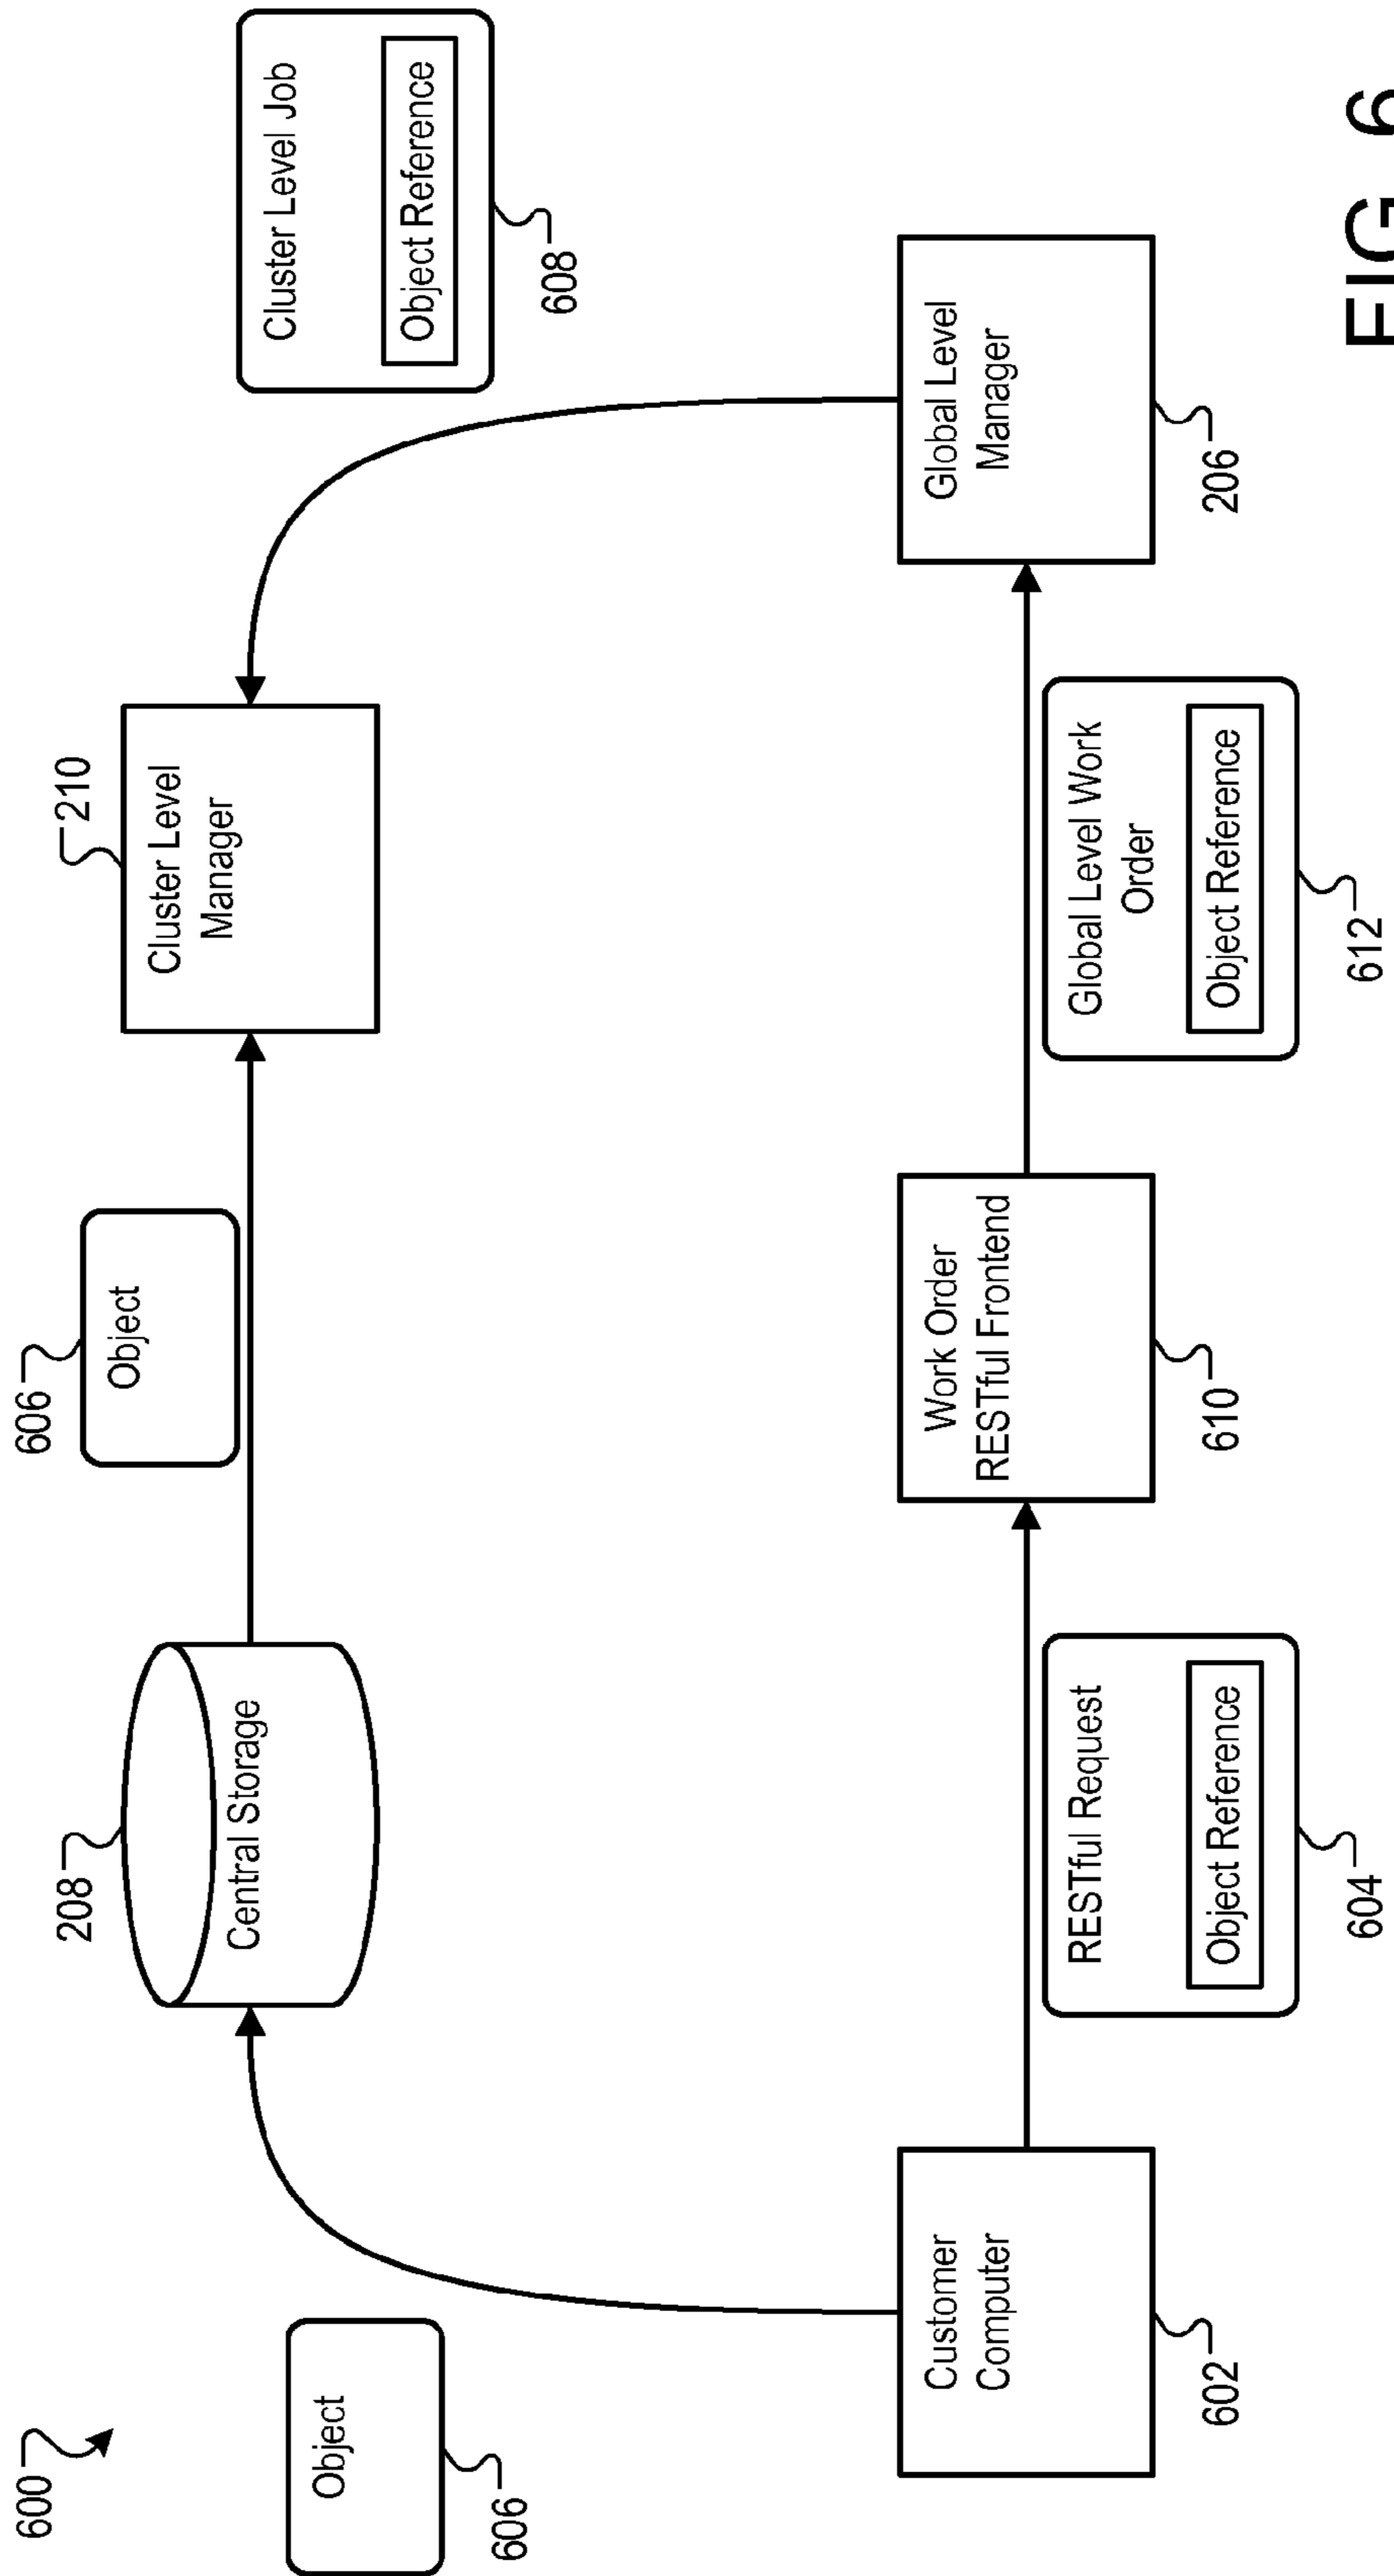 600
606
Object
208
Central Storage
606
Object
210
Cluster Level
Manager
Cluster Level Job
Object Reference
608
Customer
Computer
602
RESTful Request
Object Reference
604
Work Order
RESTful Frontend
610
Global Level Work
Order
Object Reference
612
Global Level
Manager
206
FIG. 6